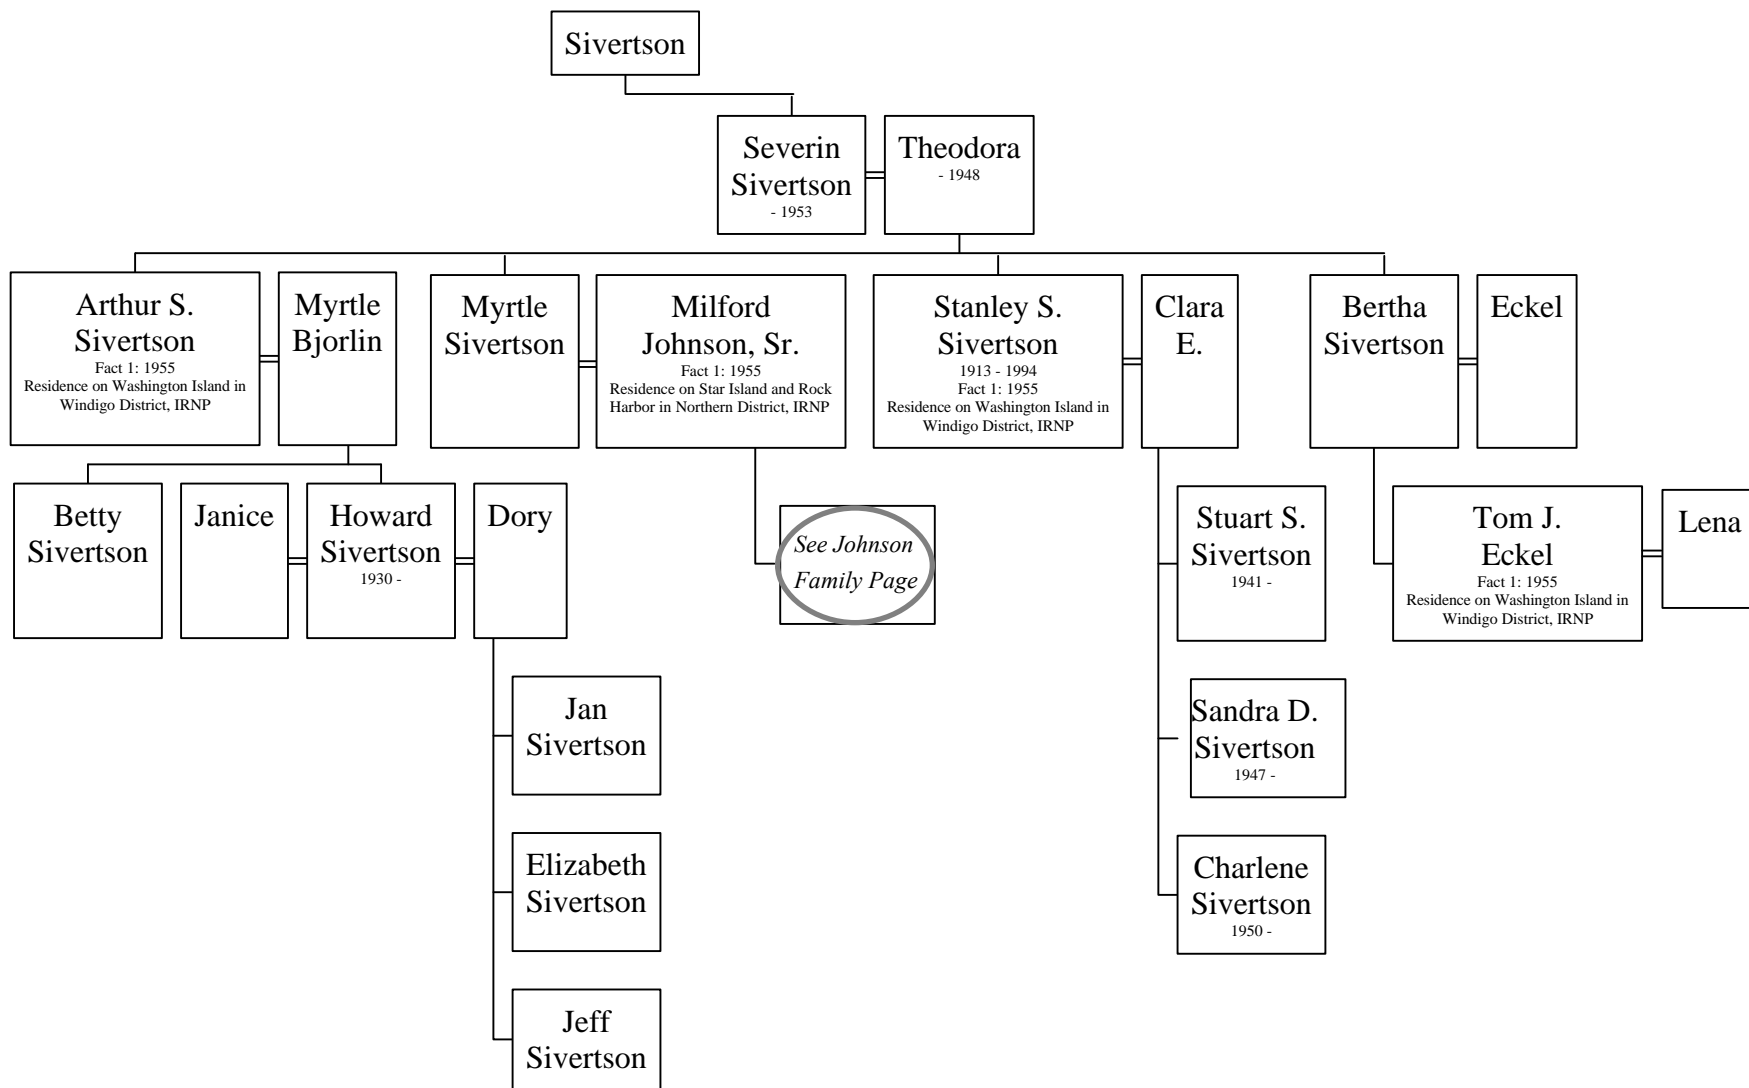 Sivertson
Severin
Sivertson
- 1953
Theodora
- 1948
Arthur S.
Sivertson
Fact 1: 1955
Residence on Washington Island in
Windigo District, IRNP
Myrtle
Bjorlin
Myrtle
Sivertson
Milford
Johnson, Sr.
Fact 1: 1955
Residence on Star Island and Rock
Harbor in Northern District, IRNP
Stanley S.
Sivertson
1913 - 1994
Fact 1: 1955
Residence on Washington Island in
Windigo District, IRNP
Clara
E.
Bertha
Sivertson
Eckel
Betty
Sivertson
Janice
Howard
Sivertson
1930 -
Dory
See Johnson
Family Page
Stuart S.
Sivertson
1941 -
Tom J.
Eckel
Fact 1: 1955
Residence on Washington Island in
Windigo District, IRNP
Lena
Jan
Sivertson
Sandra D.
Sivertson
1947 -
Elizabeth
Sivertson
Charlene
Sivertson
1950 -
Jeff
Sivertson